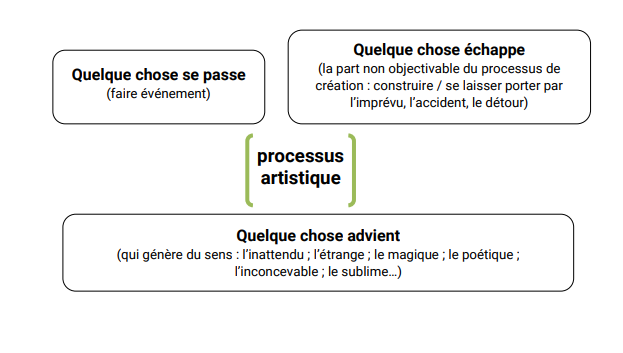 Quelque chose se passe
(faire événement)
Quelque chose échappe
(la part non objectivable du processus de
création : construire / se laisser porter par
l'imprévu, l'accident, le détour)
processus
artistique
Quelque chose advient
(qui génère du sens : l'inattendu ; l'étrange ; le magique ; le poétique ;
l'inconcevable ; le sublime…)